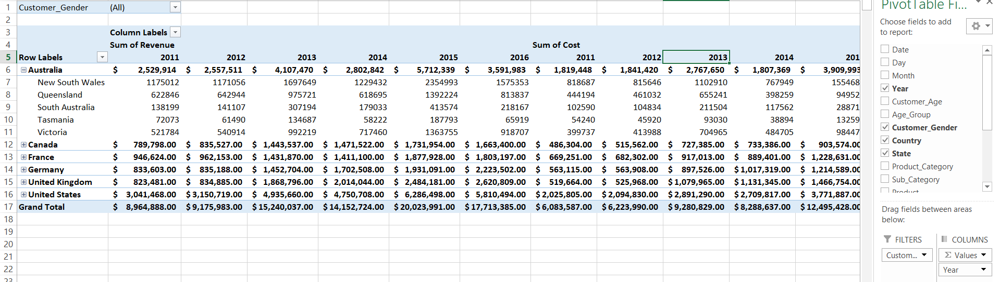 1 Customer_Gender (All)
2
3 Column Labels
4 Sum of Revenue Sum of Cost
5 Row Labels 2011 2012 2013 2014 2015 2016 2011 2012 2013 2014 201
6 Australia $ 2,529,914 $ 2,557,511 $ 4,107,470 $ 2,802,842 $ 5,712,339 $ 3,591,983 $ 1,819,448 $ 1,841,420 $ 2,767,650 $ 1,807,369 $ 3,909,993
7 New South Wales 1175012 1171056 1697649 1229432 2354993 1575353 818687 815646 1102910 767949 155468
8 Queensland 622846 642944 975721 618695 1392224 813837 444194 461032 655241 398259 94952
9 South Australia 138199 141107 307194 179033 413574 218167 102590 104834 211504 117562 28871
10 Tasmania 72073 61490 134687 58222 187793 65919 54240 45920 93030 38894 13259
11 Victoria 521784 540914 992219 717460 1363755 918707 399737 413988 704965 484705 98447
12 Canada $ 789,798.00 $ 835,527.00 $ 1,443,537.00 $ 1,471,522.00 $ 1,731,954.00 $ 1,663,400.00 $ 486,304.00 $ 515,562.00 $ 727,385.00 $ 733,386.00 $ 903,574.00
13 France $ 946,624.00 $ 962,153.00 $ 1,431,870.00 $ 1,411,100.00 $ 1,877,928.00 $ 1,803,197.00 $ 669,251.00 $ 682,302.00 $ 917,013.00 $ 889,401.00 $ 1,228,631.00
14 Germany $ 833,603.00 $ 835,188.00 $ 1,452,704.00 $ 1,702,508.00 $ 1,931,091.00 $ 2,223,502.00 $ 563,115.00 $ 563,908.00 $ 897,526.00 $ 1,017,319.00 $ 1,214,589.00
15 United Kingdom $ 823,481.00 $ 834,885.00 $ 1,868,796.00 $ 2,014,044.00 $ 2,484,181.00 $ 2,620,809.00 $ 519,664.00 $ 525,968.00 $ 1,079,965.00 $ 1,131,345.00 $ 1,466,754.00
16 United States $ 3,041,468.00 $ 3,150,719.00 $ 4,935,660.00 $ 4,750,708.00 $ 6,286,498.00 $ 5,810,494.00 $ 2,025,805.00 $ 2,094,830.00 $ 2,891,290.00 $ 2,709,817.00 $ 3,771,887.00
17 Grand Total $ 8,964,888.00 $ 9,175,983.00 $ 15,240,037.00 $ 14,152,724.00 $ 20,023,991.00 $ 17,713,385.00 $ 6,083,587.00 $ 6,223,990.00 $ 9,280,829.00 $ 8,288,637.00 $ 12,495,428.00
18
19
20
21
22
23
PivotTable Fi...
Choose fields to add
to report:
Date
Day
Month
Year
Customer_Age
Age_Group
Customer_Gender
Country
State
Product_Category
Sub_Category
Product
Drag fields between areas
below:
FILTERS COLUMNS
Custom... Σ Values
Year